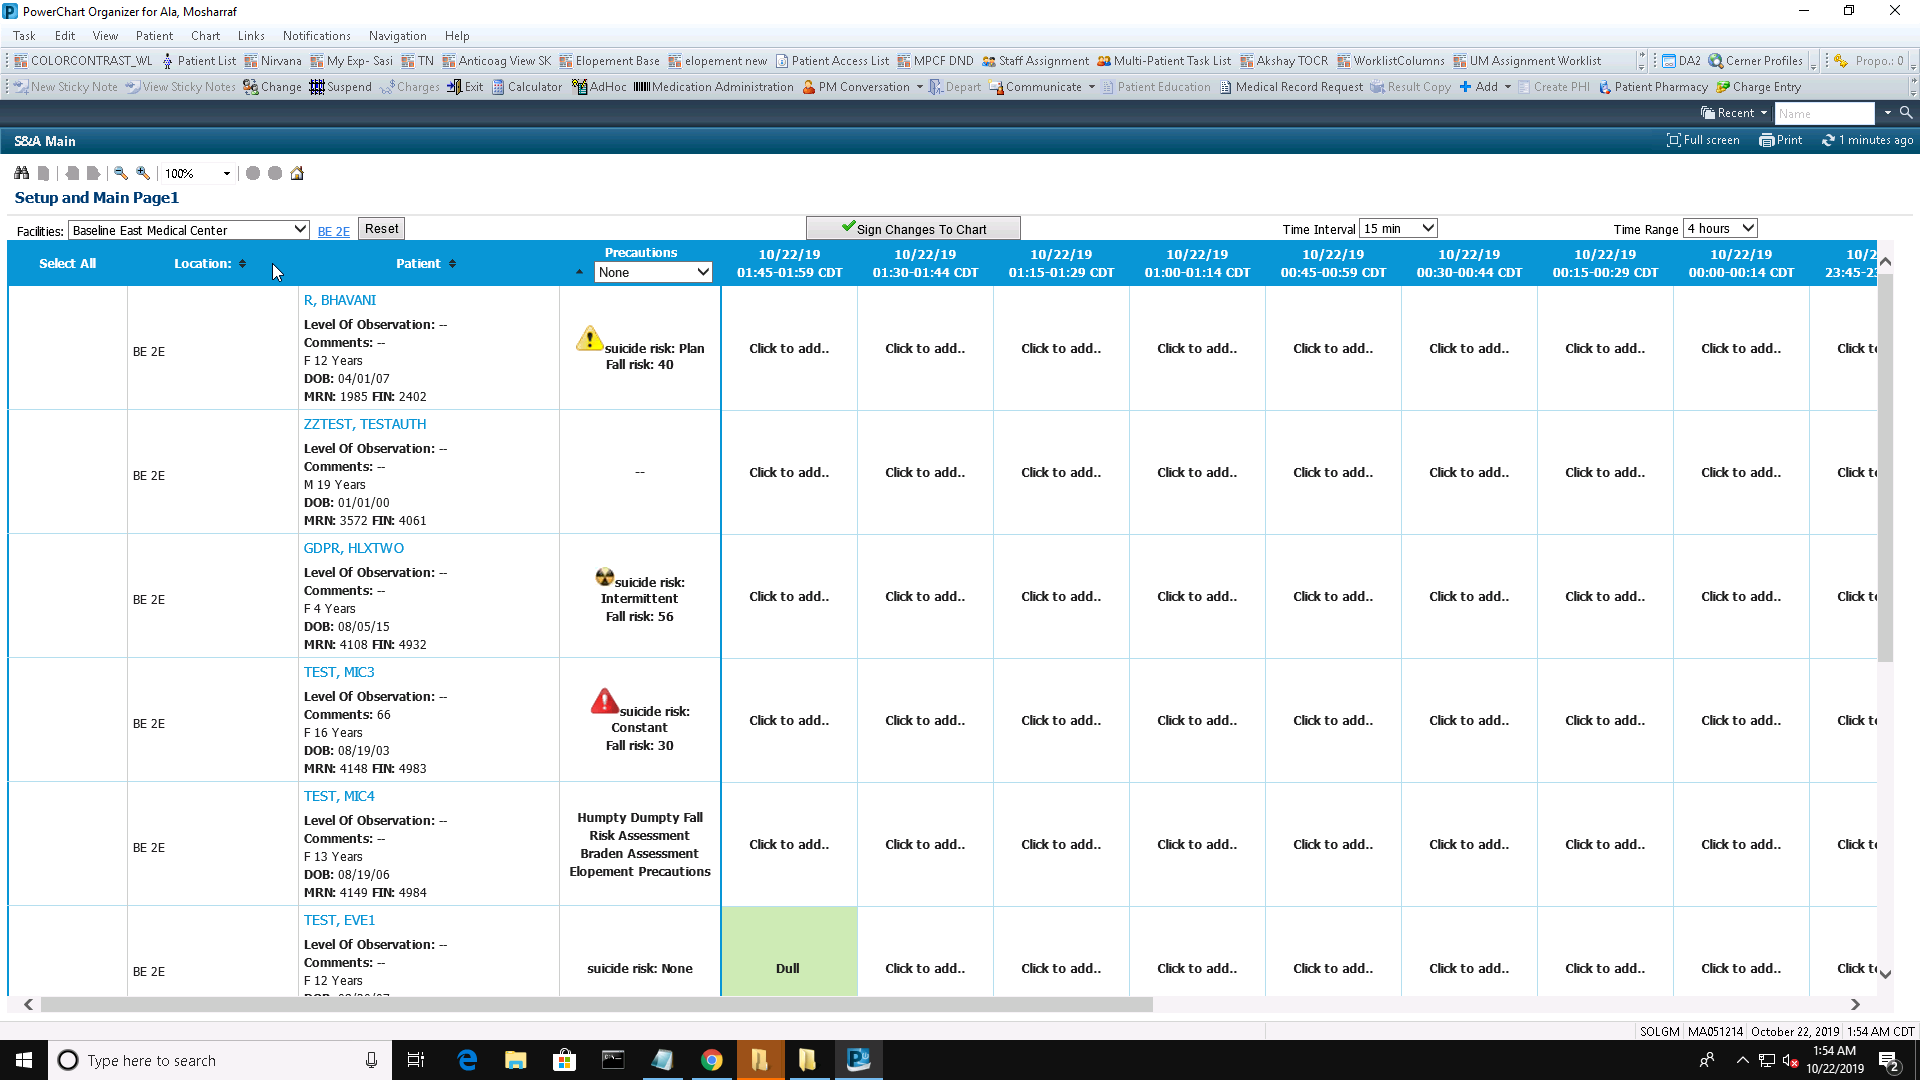 PowerChart Organizer for Ala, Mosharraf
Task Edit View Patient Chart Links Notifications Navigation Help
COLORCONTRAST_WL Patient List Nirvana My Exp- Sasi TN Anticoag View SK Elopement Base elopement new Patient Access List MPCF DND Staff Assignment Multi-Patient Task List Akshay TOCR WorklistColumns UM Assignment Worklist DA2 Cerner Profiles Propo.: 0
New Sticky Note View Sticky Notes Change Suspend Charges Exit Calculator AdHoc Medication Administration PM Conversation Depart Communicate Patient Education Medical Record Request Result Copy Add Create PHI Patient Pharmacy Charge Entry
Recent Name
S&A Main Full screen Print 1 minutes ago
100%
Setup and Main Page1
Facilities: Baseline East Medical Center BE 2E Reset Sign Changes To Chart Time Interval 15 min Time Range 4 hours
Select All Location: Patient Precautions None
10/22/19 10/22/19 10/22/19 10/22/19 10/22/19 10/22/19 10/22/19 10/22/19 10/2
01:45-01:59 CDT 01:30-01:44 CDT 01:15-01:29 CDT 01:00-01:14 CDT 00:45-00:59 CDT 00:30-00:44 CDT 00:15-00:29 CDT 00:00-00:14 CDT 23:45-23
R, BHAVANI
Level Of Observation: --
Comments: --
F 12 Years
DOB: 04/01/07
MRN: 1985 FIN: 2402
BE 2E
suicide risk: Plan
Fall risk: 40
Click to add.. Click to add.. Click to add.. Click to add.. Click to add.. Click to add.. Click to add.. Click to add.. Click t
ZZTEST, TESTAUTH
Level Of Observation: --
Comments: --
M 19 Years
DOB: 01/01/00
MRN: 3572 FIN: 4061
BE 2E
--
Click to add.. Click to add.. Click to add.. Click to add.. Click to add.. Click to add.. Click to add.. Click to add.. Click t
GDPR, HLXTWO
Level Of Observation: --
Comments: --
F 4 Years
DOB: 08/05/15
MRN: 4108 FIN: 4932
BE 2E
suicide risk:
Intermittent
Fall risk: 56
Click to add.. Click to add.. Click to add.. Click to add.. Click to add.. Click to add.. Click to add.. Click to add.. Click t
TEST, MIC3
Level Of Observation: --
Comments: 66
F 16 Years
DOB: 08/19/03
MRN: 4148 FIN: 4983
BE 2E
suicide risk:
Constant
Fall risk: 30
Click to add.. Click to add.. Click to add.. Click to add.. Click to add.. Click to add.. Click to add.. Click to add.. Click t
TEST, MIC4
Level Of Observation: --
Comments: --
F 13 Years
DOB: 08/19/06
MRN: 4149 FIN: 4984
BE 2E
Humpty Dumpty Fall
Risk Assessment
Braden Assessment
Elopement Precautions
Click to add.. Click to add.. Click to add.. Click to add.. Click to add.. Click to add.. Click to add.. Click to add.. Click t
TEST, EVE1
Level Of Observation: --
Comments: --
F 12 Years
BE 2E
suicide risk: None
Dull Click to add.. Click to add.. Click to add.. Click to add.. Click to add.. Click to add.. Click to add.. Click t
SOLGM MA051214 October 22, 2019 1:54 AM CDT
Type here to search
1:54 AM
10/22/2019
2